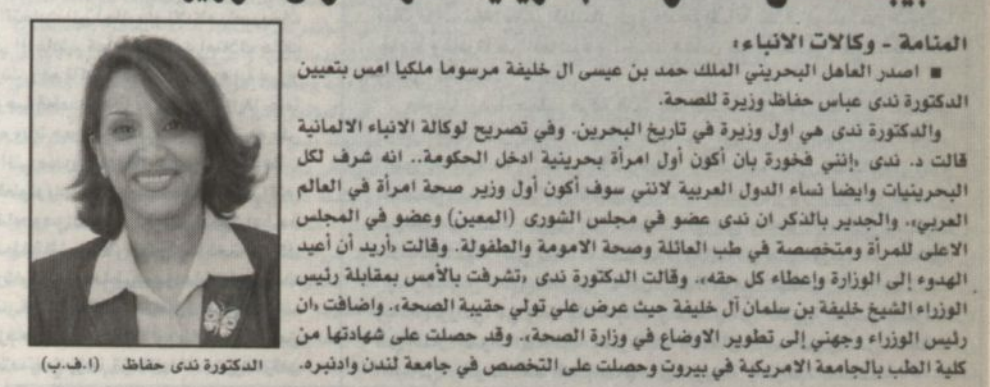 المنامة - وكالات الانباء:
■ اصدر العاهل البحريني الملك حمد بن عيسى ال خليفة مرسوما ملكيا امس بتعيين
الدكتورة ندى عباس حفاظ وزيرة للصحة.
والدكتورة ندى هي اول وزيرة في تاريخ البحرين. وفي تصريح لوكالة الانباء الالمانية
قالت د. ندى «إنني فخورة بان أكون أول امرأة بحرينية ادخل الحكومة.. انه شرف لكل
البحرينيات وايضا نساء الدول العربية لانني سوف أكون أول وزير صحة امرأة في العالم
العربي». والجدير بالذكر ان ندى عضو في مجلس الشورى (المعين) وعضو في المجلس
الاعلى للمرأة ومتخصصة في طب العائلة وصحة الامومة والطفولة. وقالت «أريد أن أعيد
الهدوء إلى الوزارة وإعطاء كل حقه». وقالت الدكتورة ندى «تشرفت بالأمس بمقابلة رئيس
الوزراء الشيخ خليفة بن سلمان آل خليفة حيث عرض علي تولي حقيبة الصحة». واضافت «ان
رئيس الوزراء وجهني إلى تطوير الاوضاع في وزارة الصحة». وقد حصلت على شهادتها من
كلية الطب بالجامعة الامريكية في بيروت وحصلت على التخصص في جامعة لندن وادنبره.
الدكتورة ندى حفاظ (ا.ف.ب)